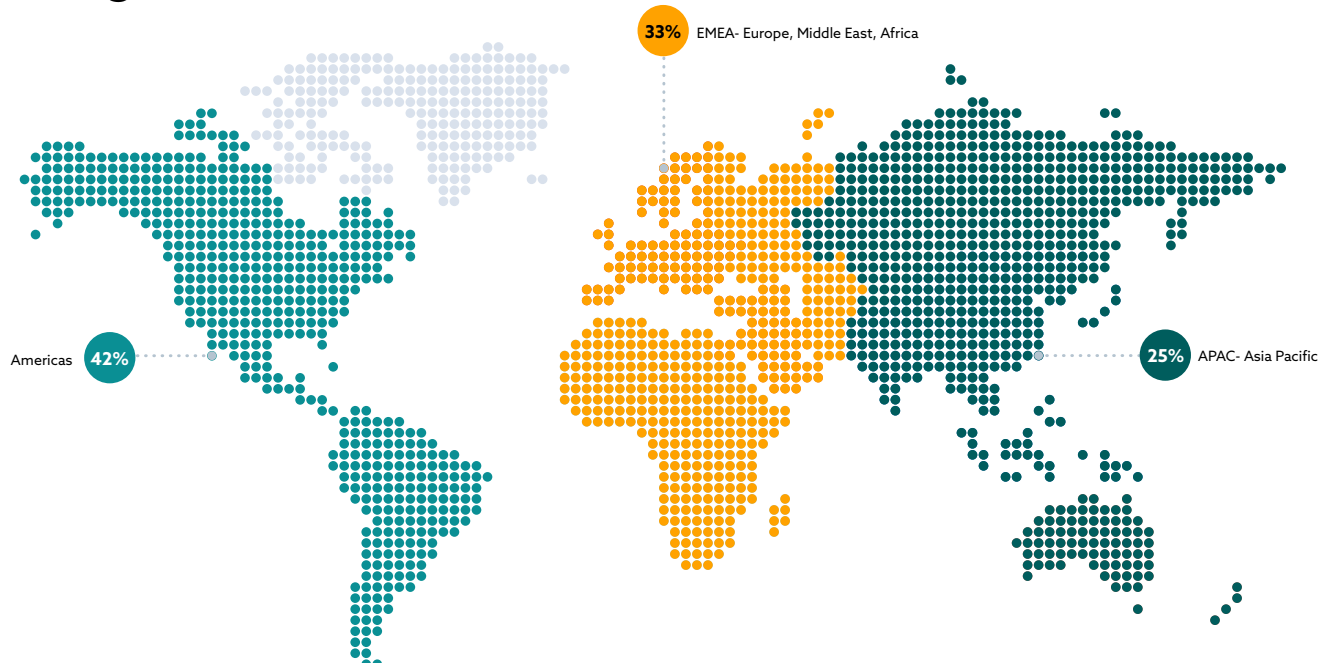 33% EMEA- Europe, Middle East, Africa
Americas 42%
25% APAC- Asia Pacific